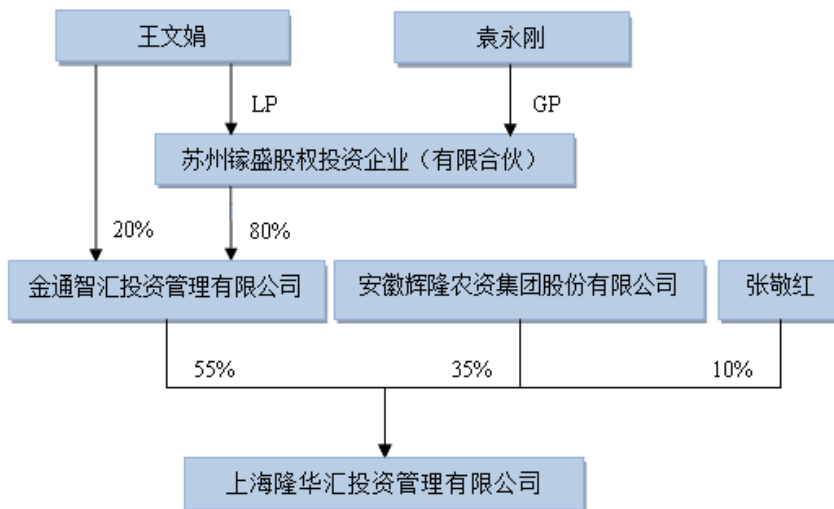 王文娟
袁永刚
LP
GP
苏州镓盛股权投资企业（有限合伙）
20%
80%
金通智汇投资管理有限公司
安徽辉隆农资集团股份有限公司
张敬红
55%
35%
10%
上海隆华汇投资管理有限公司